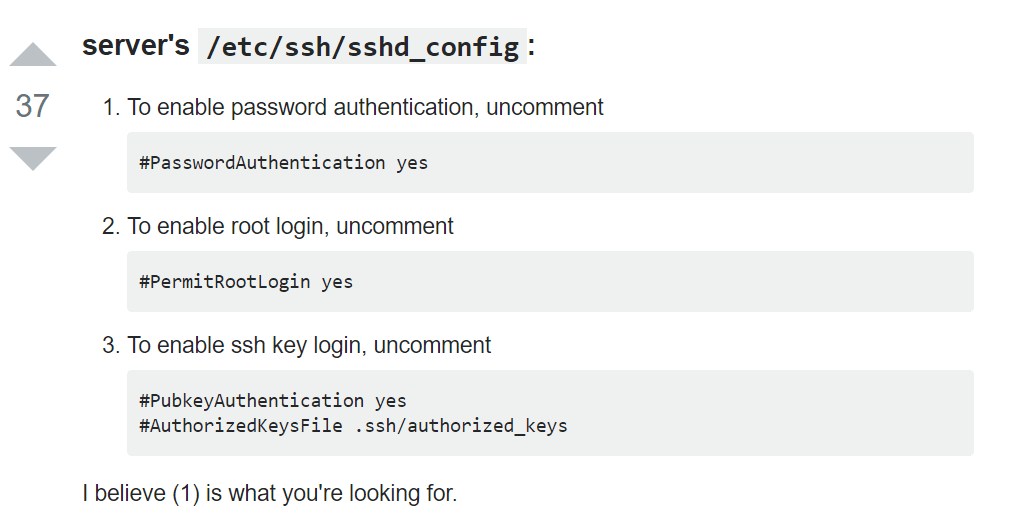 server's /etc/ssh/sshd_config:
37
1. To enable password authentication, uncomment
#PasswordAuthentication yes
2. To enable root login, uncomment
#PermitRootLogin yes
3. To enable ssh key login, uncomment
#PubkeyAuthentication yes
#AuthorizedKeysFile .ssh/authorized_keys
I believe (1) is what you're looking for.